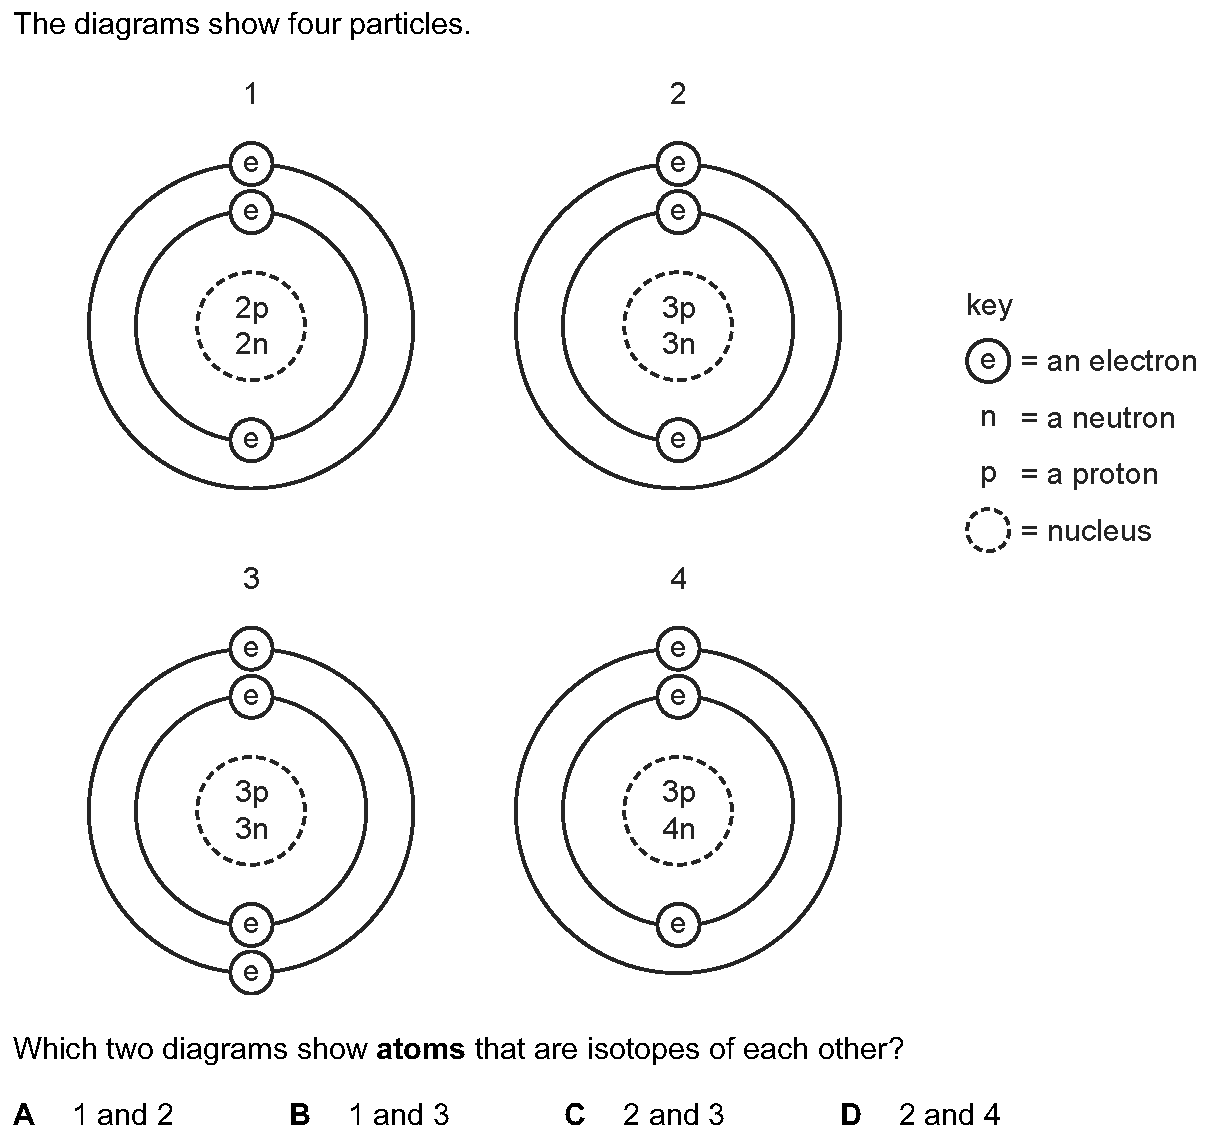 The diagrams show four particles.
1
2
e
e
2p
2n
e
e
e
3p
3n
e
key
e = an electron
n = a neutron
p = a proton
= nucleus
3
4
e
e
3p
3n
e
e
e
e
3p
4n
e
Which two diagrams show atoms that are isotopes of each other?
A 1 and 2 B 1 and 3 C 2 and 3 D 2 and 4